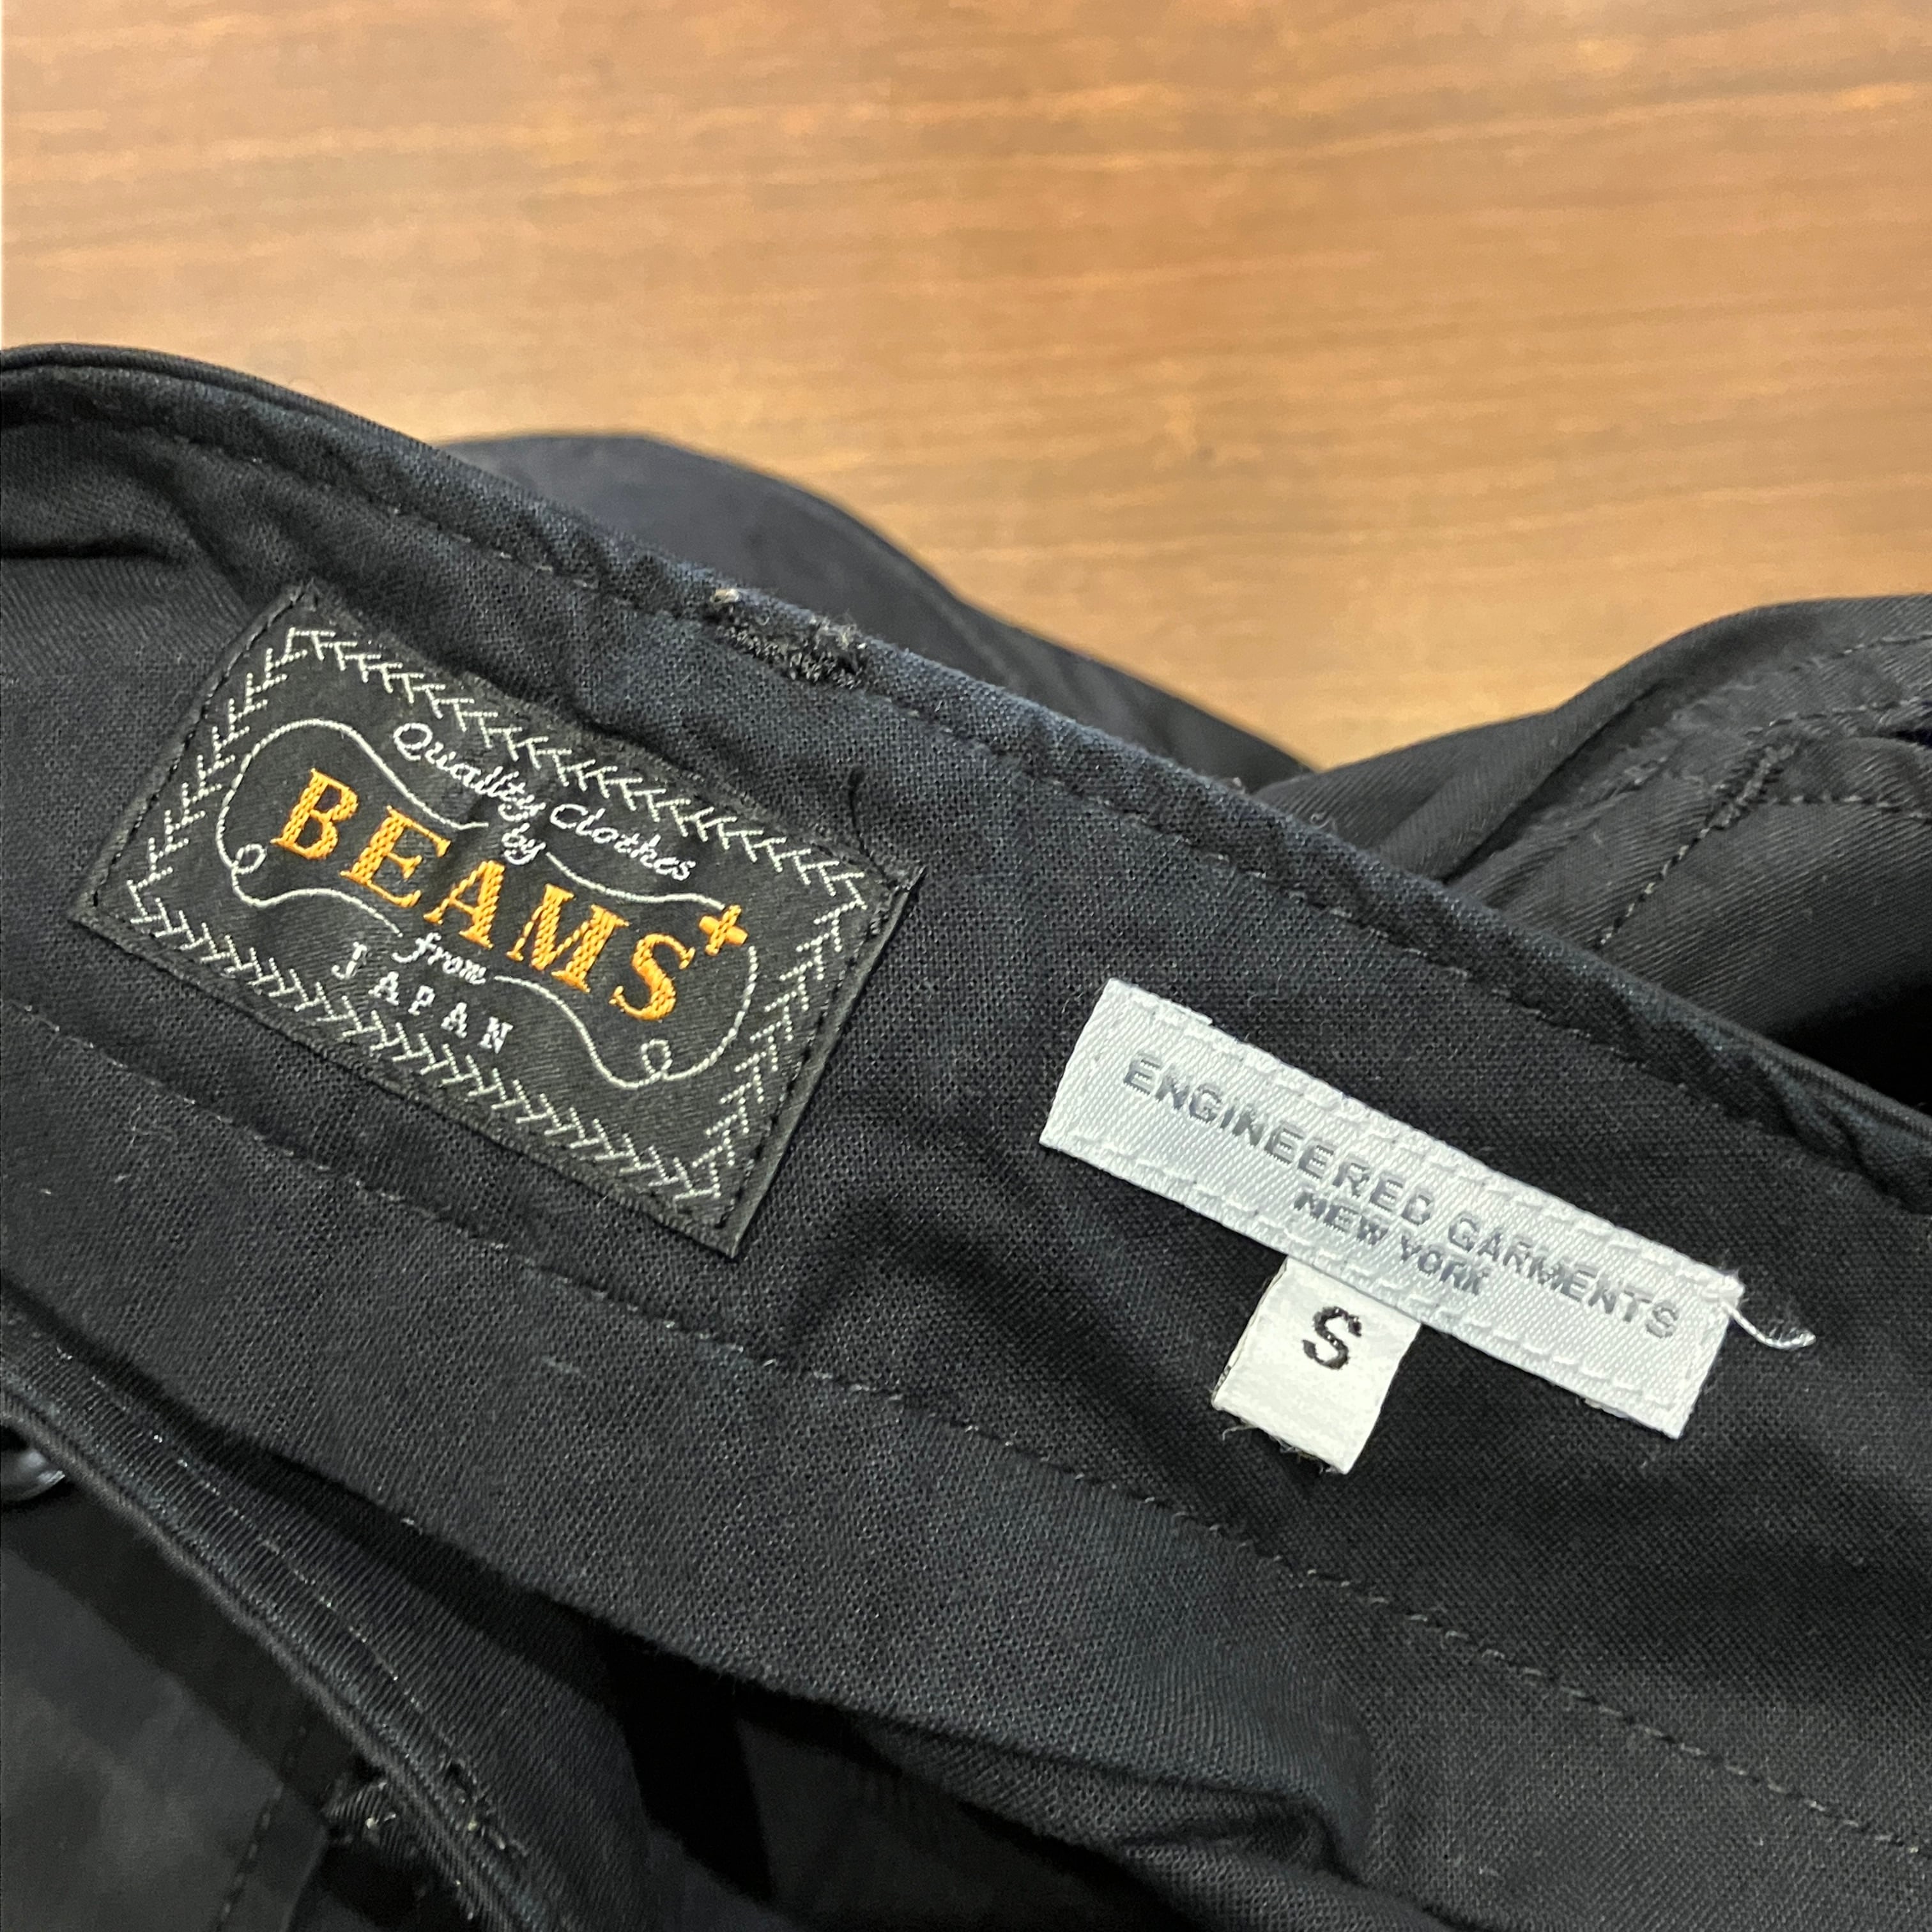 Quality Clothes
by
BEAMS+
from
JAPAN
ENGINEERED GARMENTS
NEW YORK
S